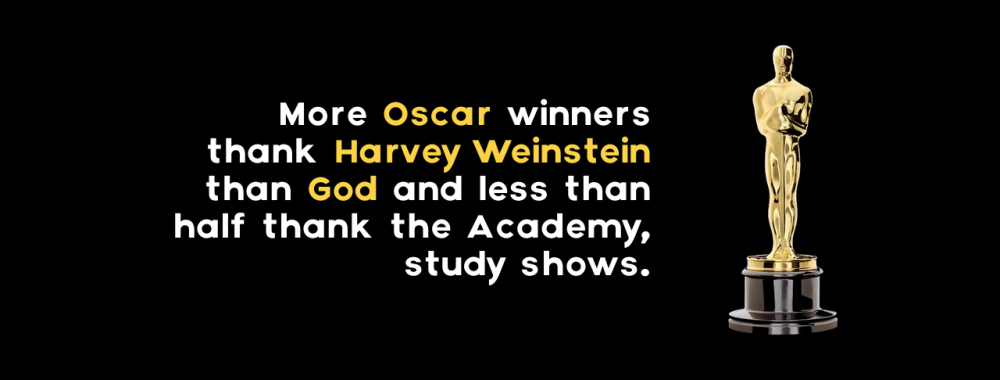 More Oscar winners
thank Harvey Weinstein
than God and less than
half thank the Academy,
study shows.